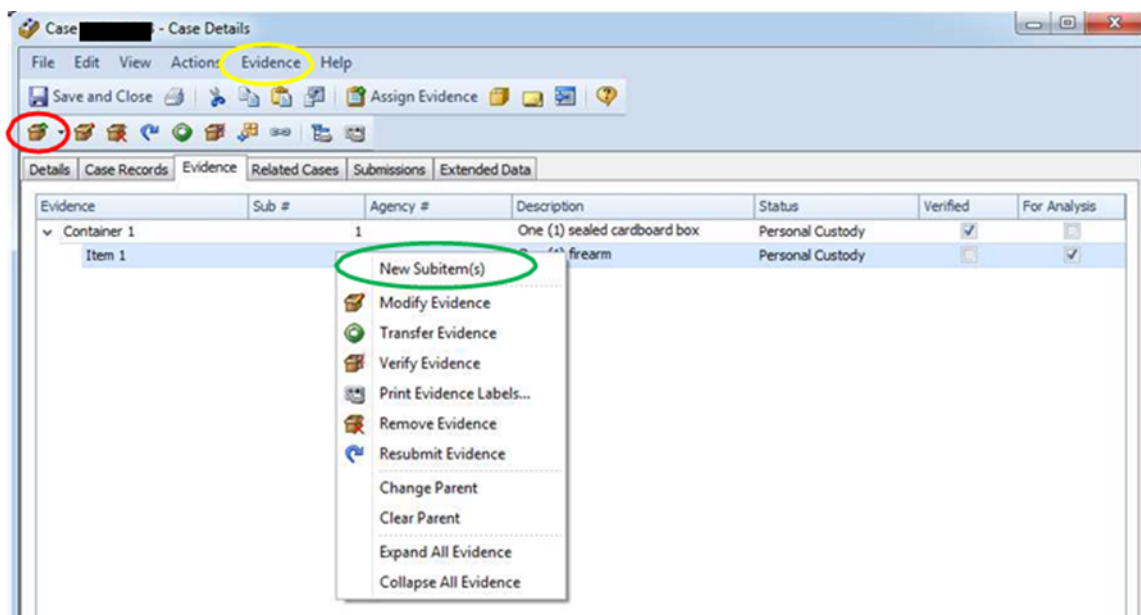 Case - Case Details
File Edit View Actions Evidence Help
Save and Close Assign Evidence
Details Case Records Evidence Related Cases Submissions Extended Data
Evidence Sub # Agency # Description Status Verified For Analysis
Container 1 1 One (1) sealed cardboard box Personal Custody
Item 1 (1) firearm Personal Custody
New Subitem(s)
Modify Evidence
Transfer Evidence
Verify Evidence
Print Evidence Labels...
Remove Evidence
Resubmit Evidence
Change Parent
Clear Parent
Expand All Evidence
Collapse All Evidence